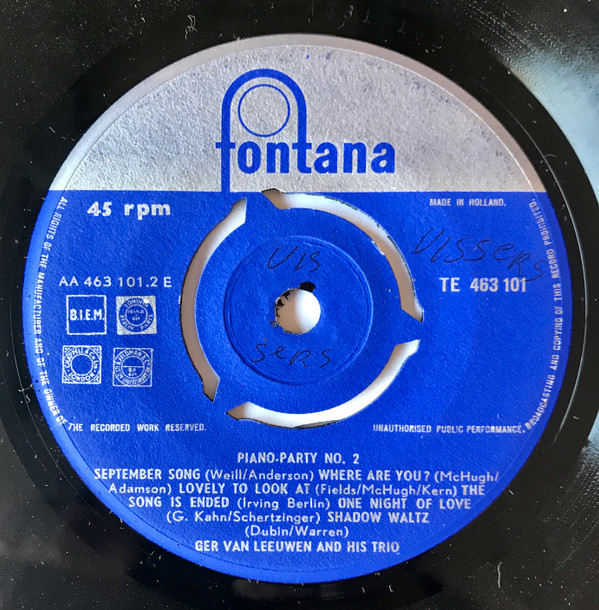 fontana
45 rpm
MADE IN HOLLAND.
AA 463 101.2 E
TE 463 101
Vissers
Vis
sers
B.I.E.M.
CHAPPELL & CO. LTD.
LONDON
ALL RIGHTS OF THE MANUFACTURER AND OF THE OWNER OF THE RECORDED WORK RESERVED.
UNAUTHORISED PUBLIC PERFORMANCE, BROADCASTING AND COPYING OF THIS RECORD PROHIBITED.
PIANO-PARTY NO. 2
SEPTEMBER SONG (Weill/Anderson) WHERE ARE YOU? (McHugh/
Adamson) LOVELY TO LOOK AT (Fields/McHugh/Kern) THE
SONG IS ENDED (Irving Berlin) ONE NIGHT OF LOVE
(G. Kahn/Schertzinger) SHADOW WALTZ
(Dubin/Warren)
GER VAN LEEUWEN AND HIS TRIO